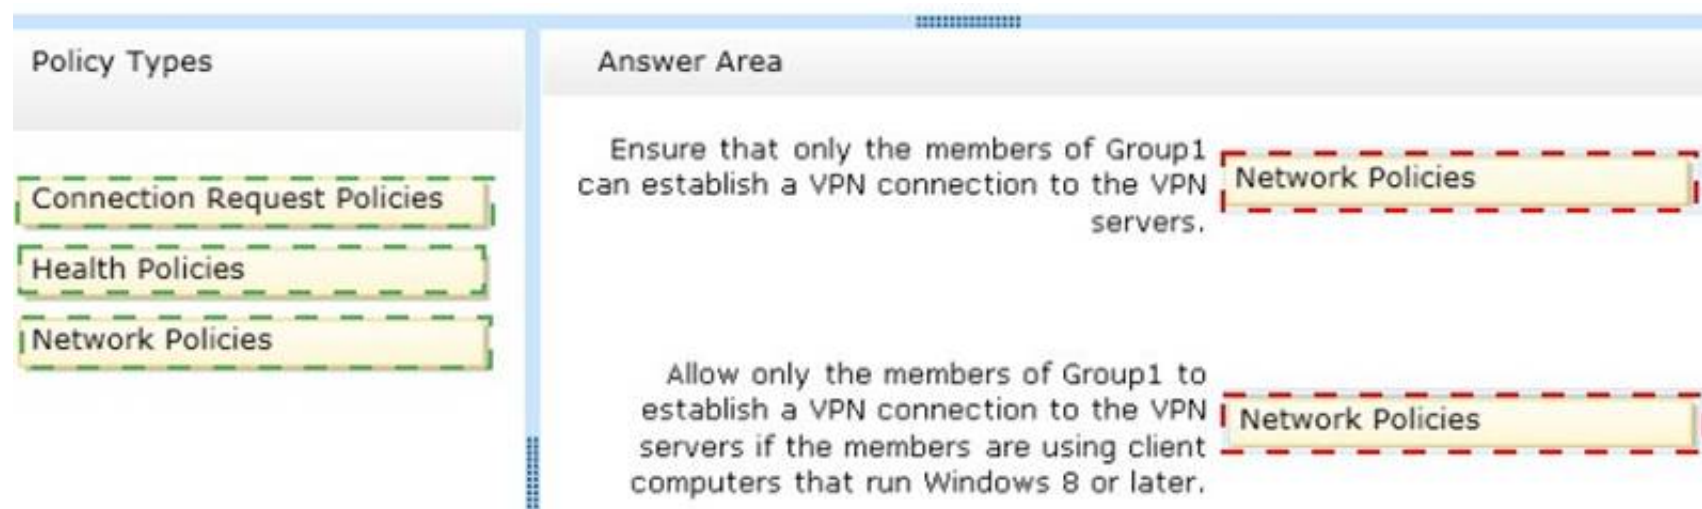 Policy Types
Connection Request Policies
Health Policies
Network Policies
Answer Area
Ensure that only the members of Group1
can establish a VPN connection to the VPN
servers.
Network Policies
Allow only the members of Group1 to
establish a VPN connection to the VPN
servers if the members are using client
computers that run Windows 8 or later.
Network Policies